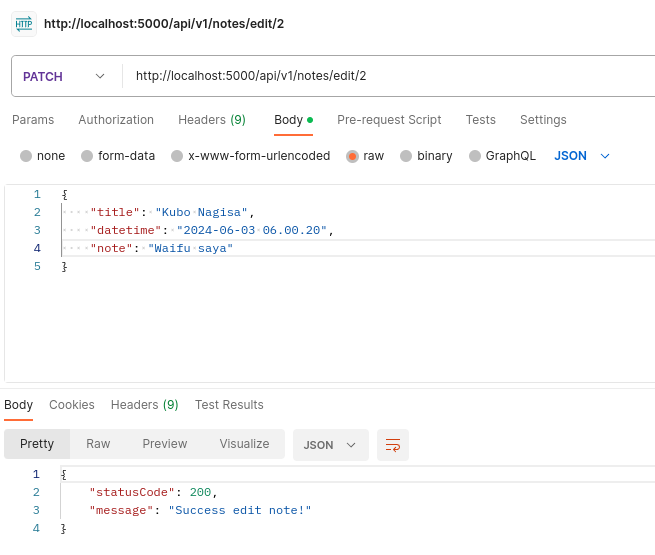 HTTP http://localhost:5000/api/v1/notes/edit/2
PATCH http://localhost:5000/api/v1/notes/edit/2
Params Authorization Headers (9) Body Pre-request Script Tests Settings
none form-data x-www-form-urlencoded raw binary GraphQL JSON
1 {
2 "title": "Kubo Nagisa",
3 "datetime": "2024-06-03 06.00.20",
4 "note": "Waifu saya"
5 }
Body Cookies Headers (9) Test Results
Pretty Raw Preview Visualize JSON
1 {
2 "statusCode": 200,
3 "message": "Success edit note!"
4 }